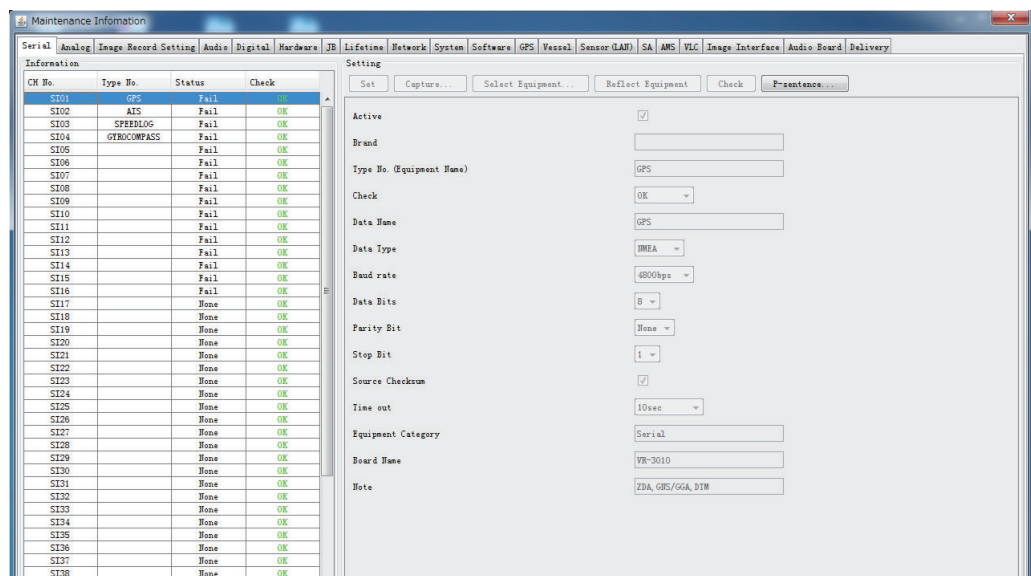 Maintenance Infomation
Serial Analog Image Record Setting Audio Digital Hardware JB Lifetime Network System Software GPS Vessel Sensor(LAN) SA AMS VLC Image Interface Audio Board Delivery
Information
CH No. Type No. Status Check
SI01 GPS Fail OK
SI02 AIS Fail OK
SI03 SPEEDLOG Fail OK
SI04 GYROCOMPASS Fail OK
SI05 Fail OK
SI06 Fail OK
SI07 Fail OK
SI08 Fail OK
SI09 Fail OK
SI10 Fail OK
SI11 Fail OK
SI12 Fail OK
SI13 Fail OK
SI14 Fail OK
SI15 Fail OK
SI16 Fail OK
SI17 None OK
SI18 None OK
SI19 None OK
SI20 None OK
SI21 None OK
SI22 None OK
SI23 None OK
SI24 None OK
SI25 None OK
SI26 None OK
SI27 None OK
SI28 None OK
SI29 None OK
SI30 None OK
SI31 None OK
SI32 None OK
SI33 None OK
SI34 None OK
SI35 None OK
SI36 None OK
SI37 None OK
SI38 None OK
Setting
Set Capture... Select Equipment... Reflect Equipment Check P-sentence...
Active
Brand
Type No. (Equipment Name) GPS
Check OK
Data Name GPS
Data Type NMEA
Baud rate 4800bps
Data Bits 8
Parity Bit None
Stop Bit 1
Source Checksum
Time out 10sec
Equipment Category Serial
Board Name VR-3010
Note ZDA, GNS/GGA, DTM